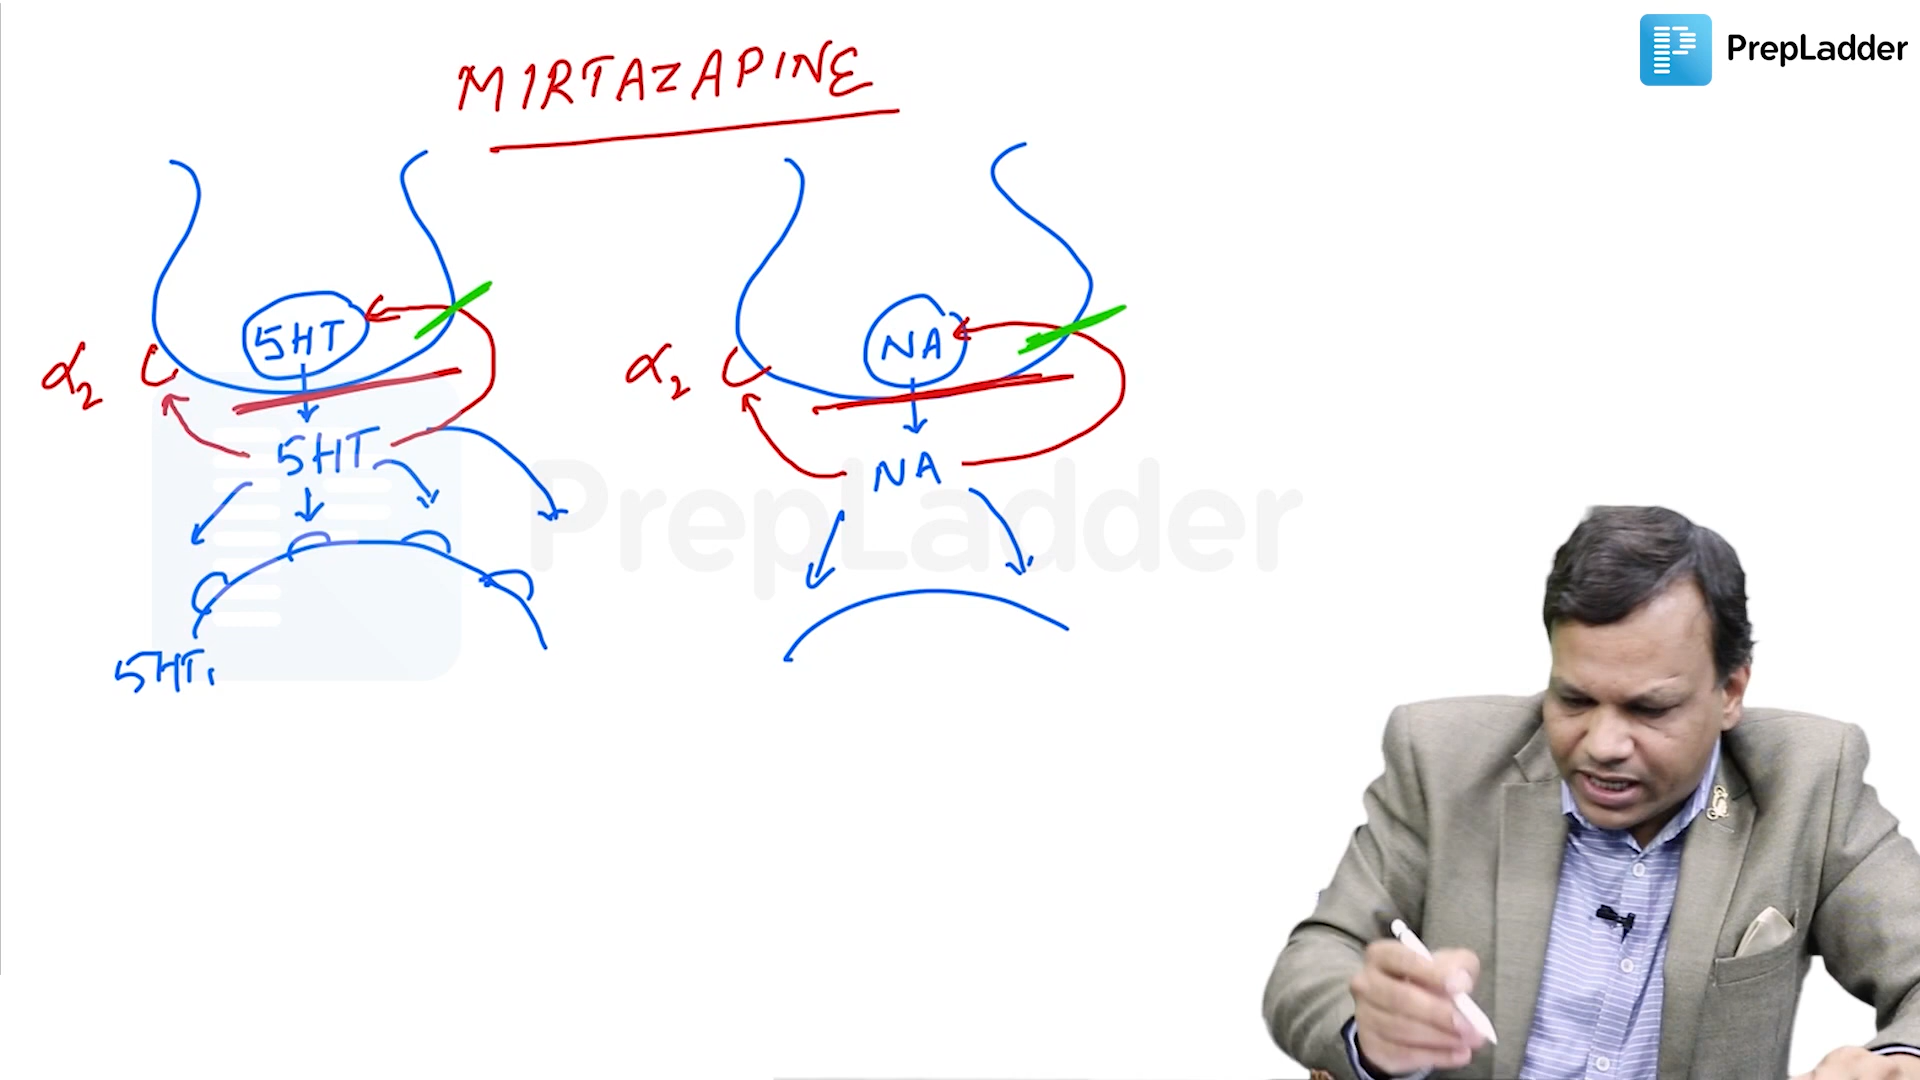 PrepLadder
MIRTAZAPINE
5HT
NA
α2
α2
5HT
NA
PrepLadder
5HT1